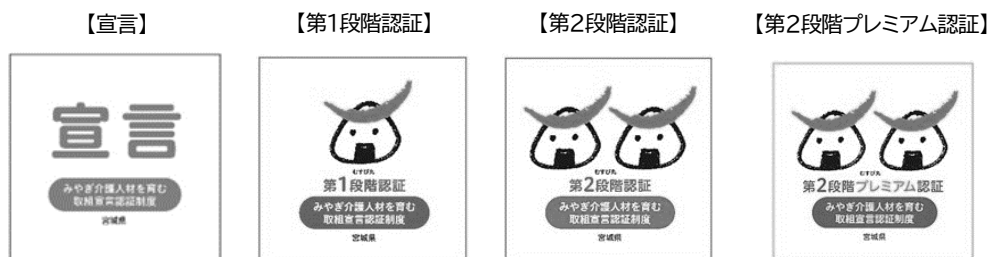 【宣言】
【第1段階認証】
【第2段階認証】
【第2段階プレミアム認証】
宣言
みやぎ介護人材を育む
取組宣言認証制度
宮城県
むすび丸
第1段階認証
みやぎ介護人材を育む
取組宣言認証制度
宮城県
むすび丸
第2段階認証
みやぎ介護人材を育む
取組宣言認証制度
宮城県
むすび丸
第2段階プレミアム認証
みやぎ介護人材を育む
取組宣言認証制度
宮城県